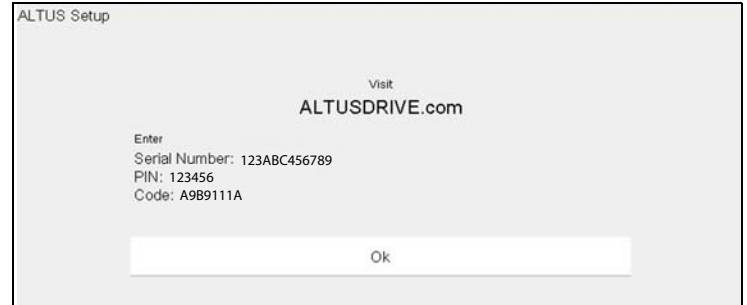 ALTUS Setup
Visit
ALTUSDRIVE.com
Enter
Serial Number: 123ABC456789
PIN: 123456
Code: A9B9111A
Ok